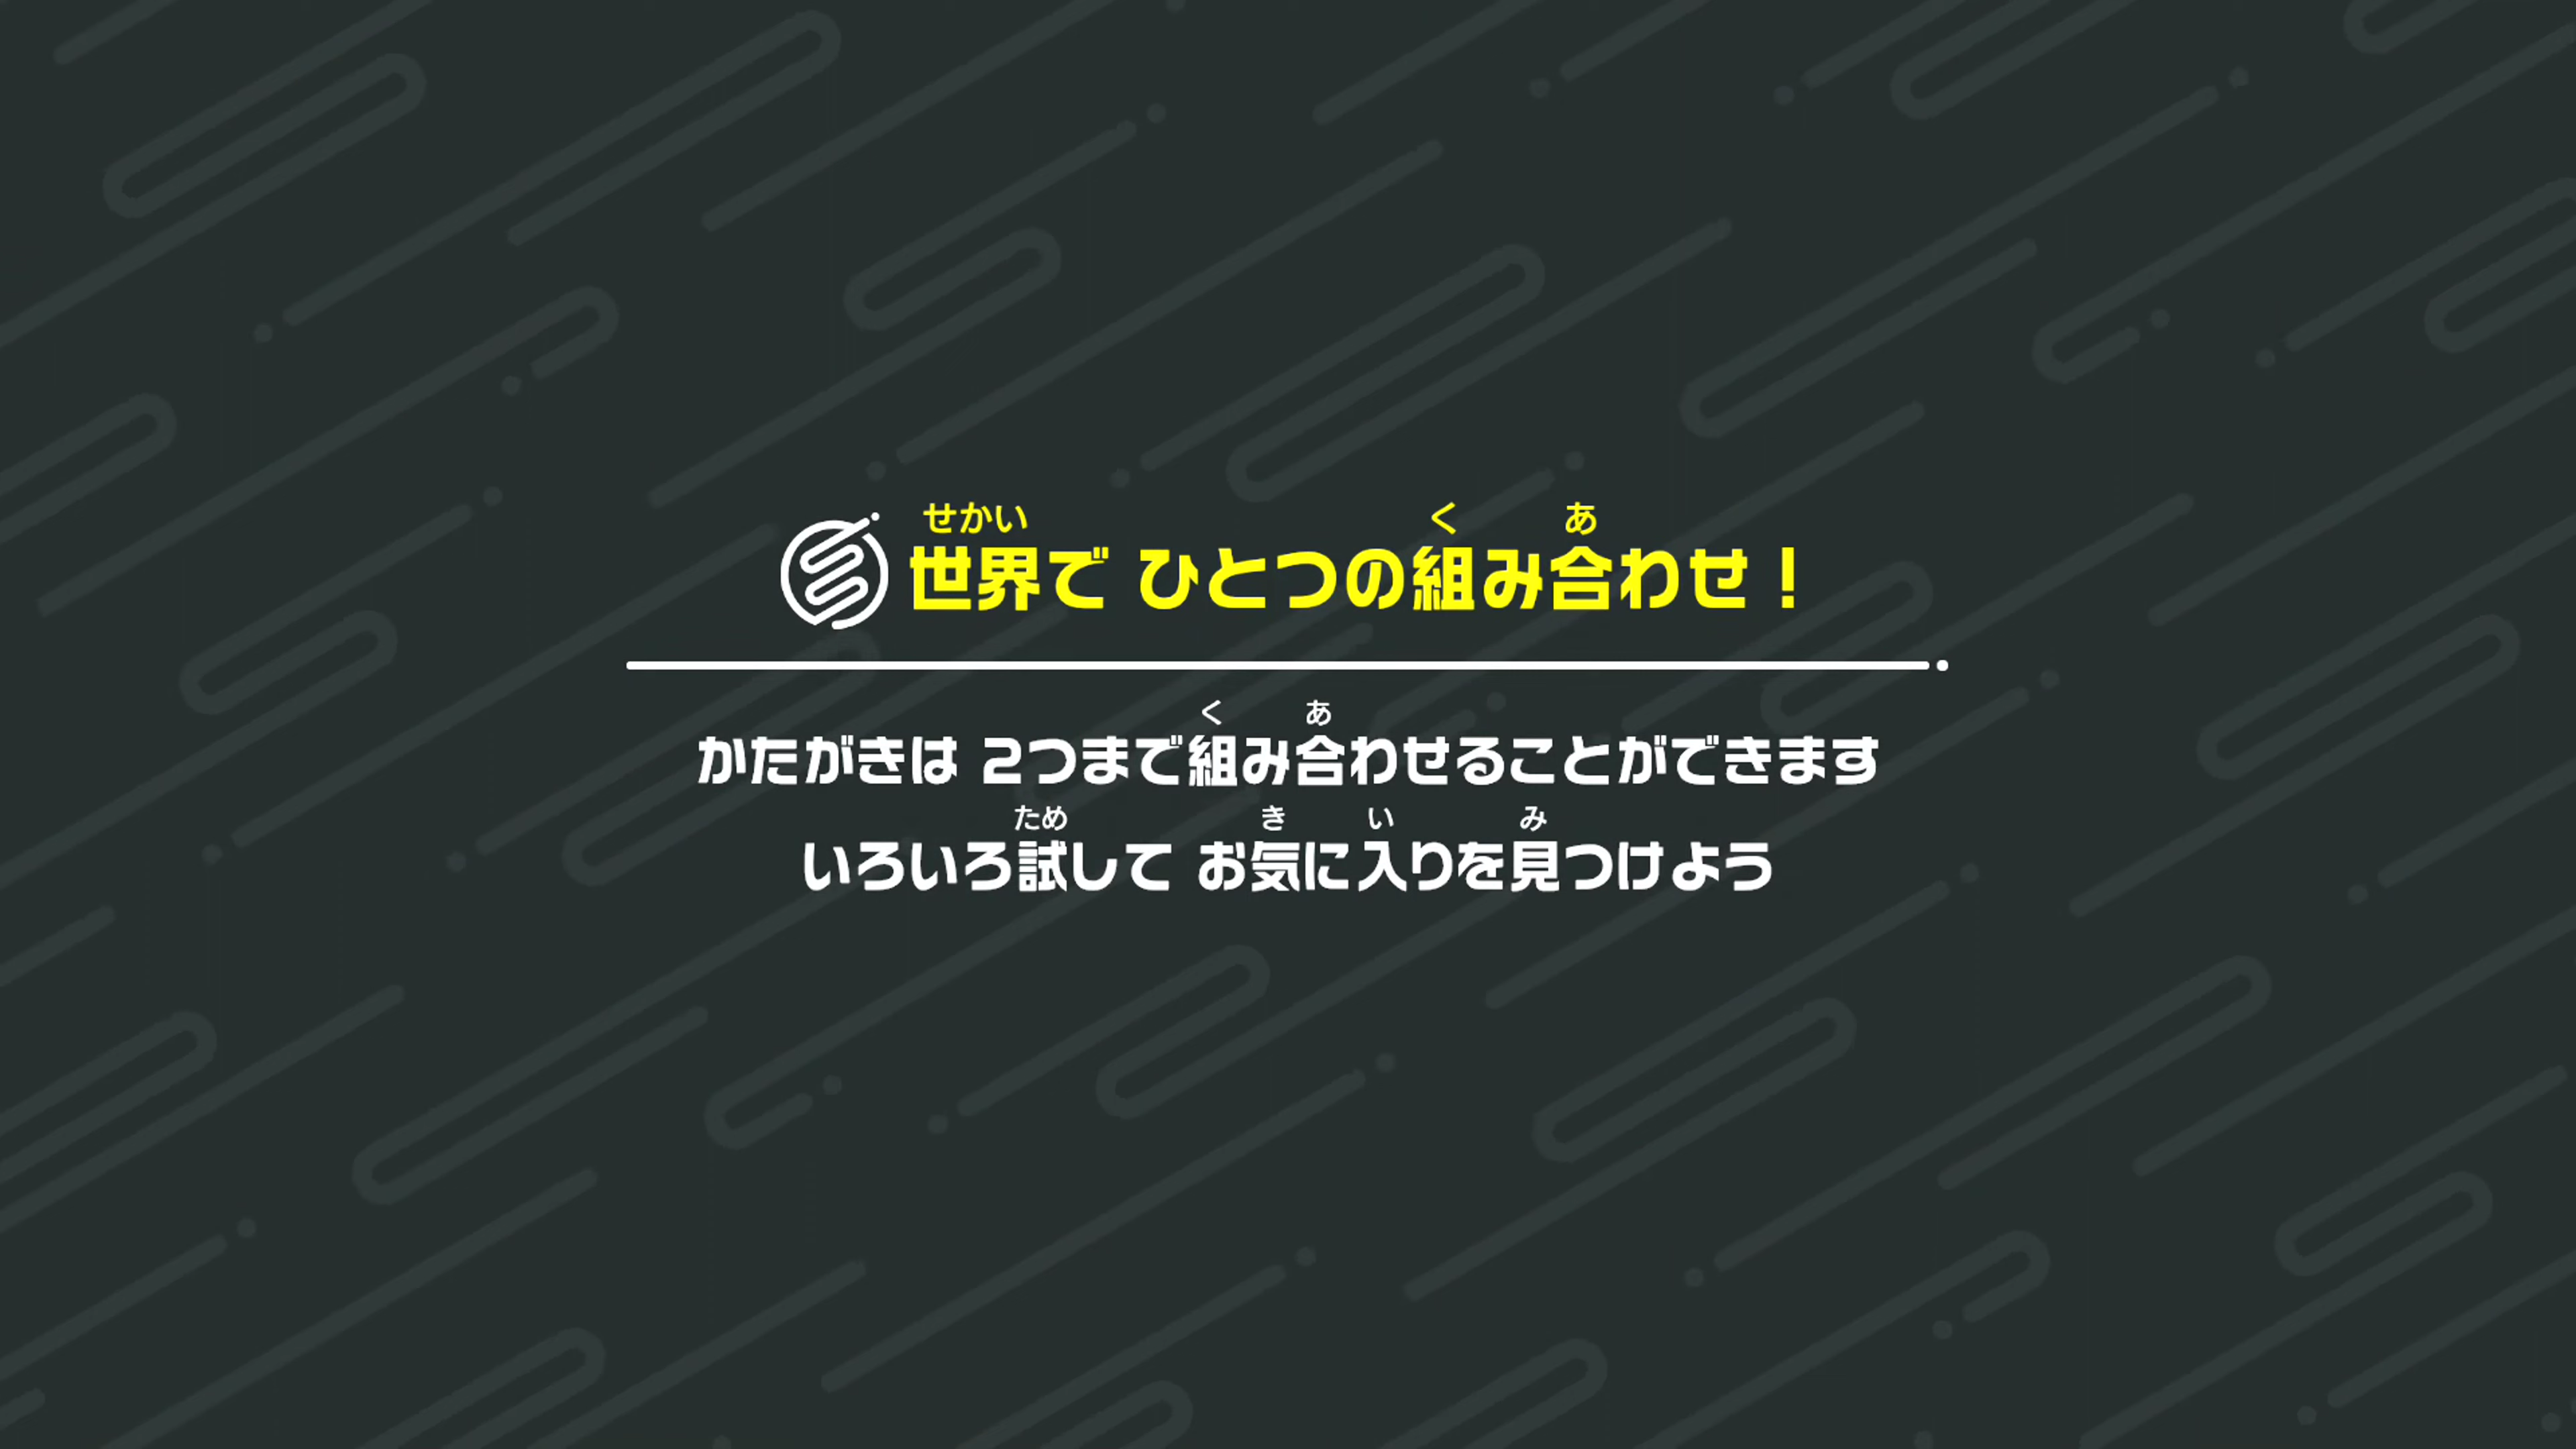 せかい く あ
世界で ひとつの組み合わせ！
く あ
かたがきは 2つまで組み合わせることができます
ため き い み
いろいろ試して お気に入りを見つけよう